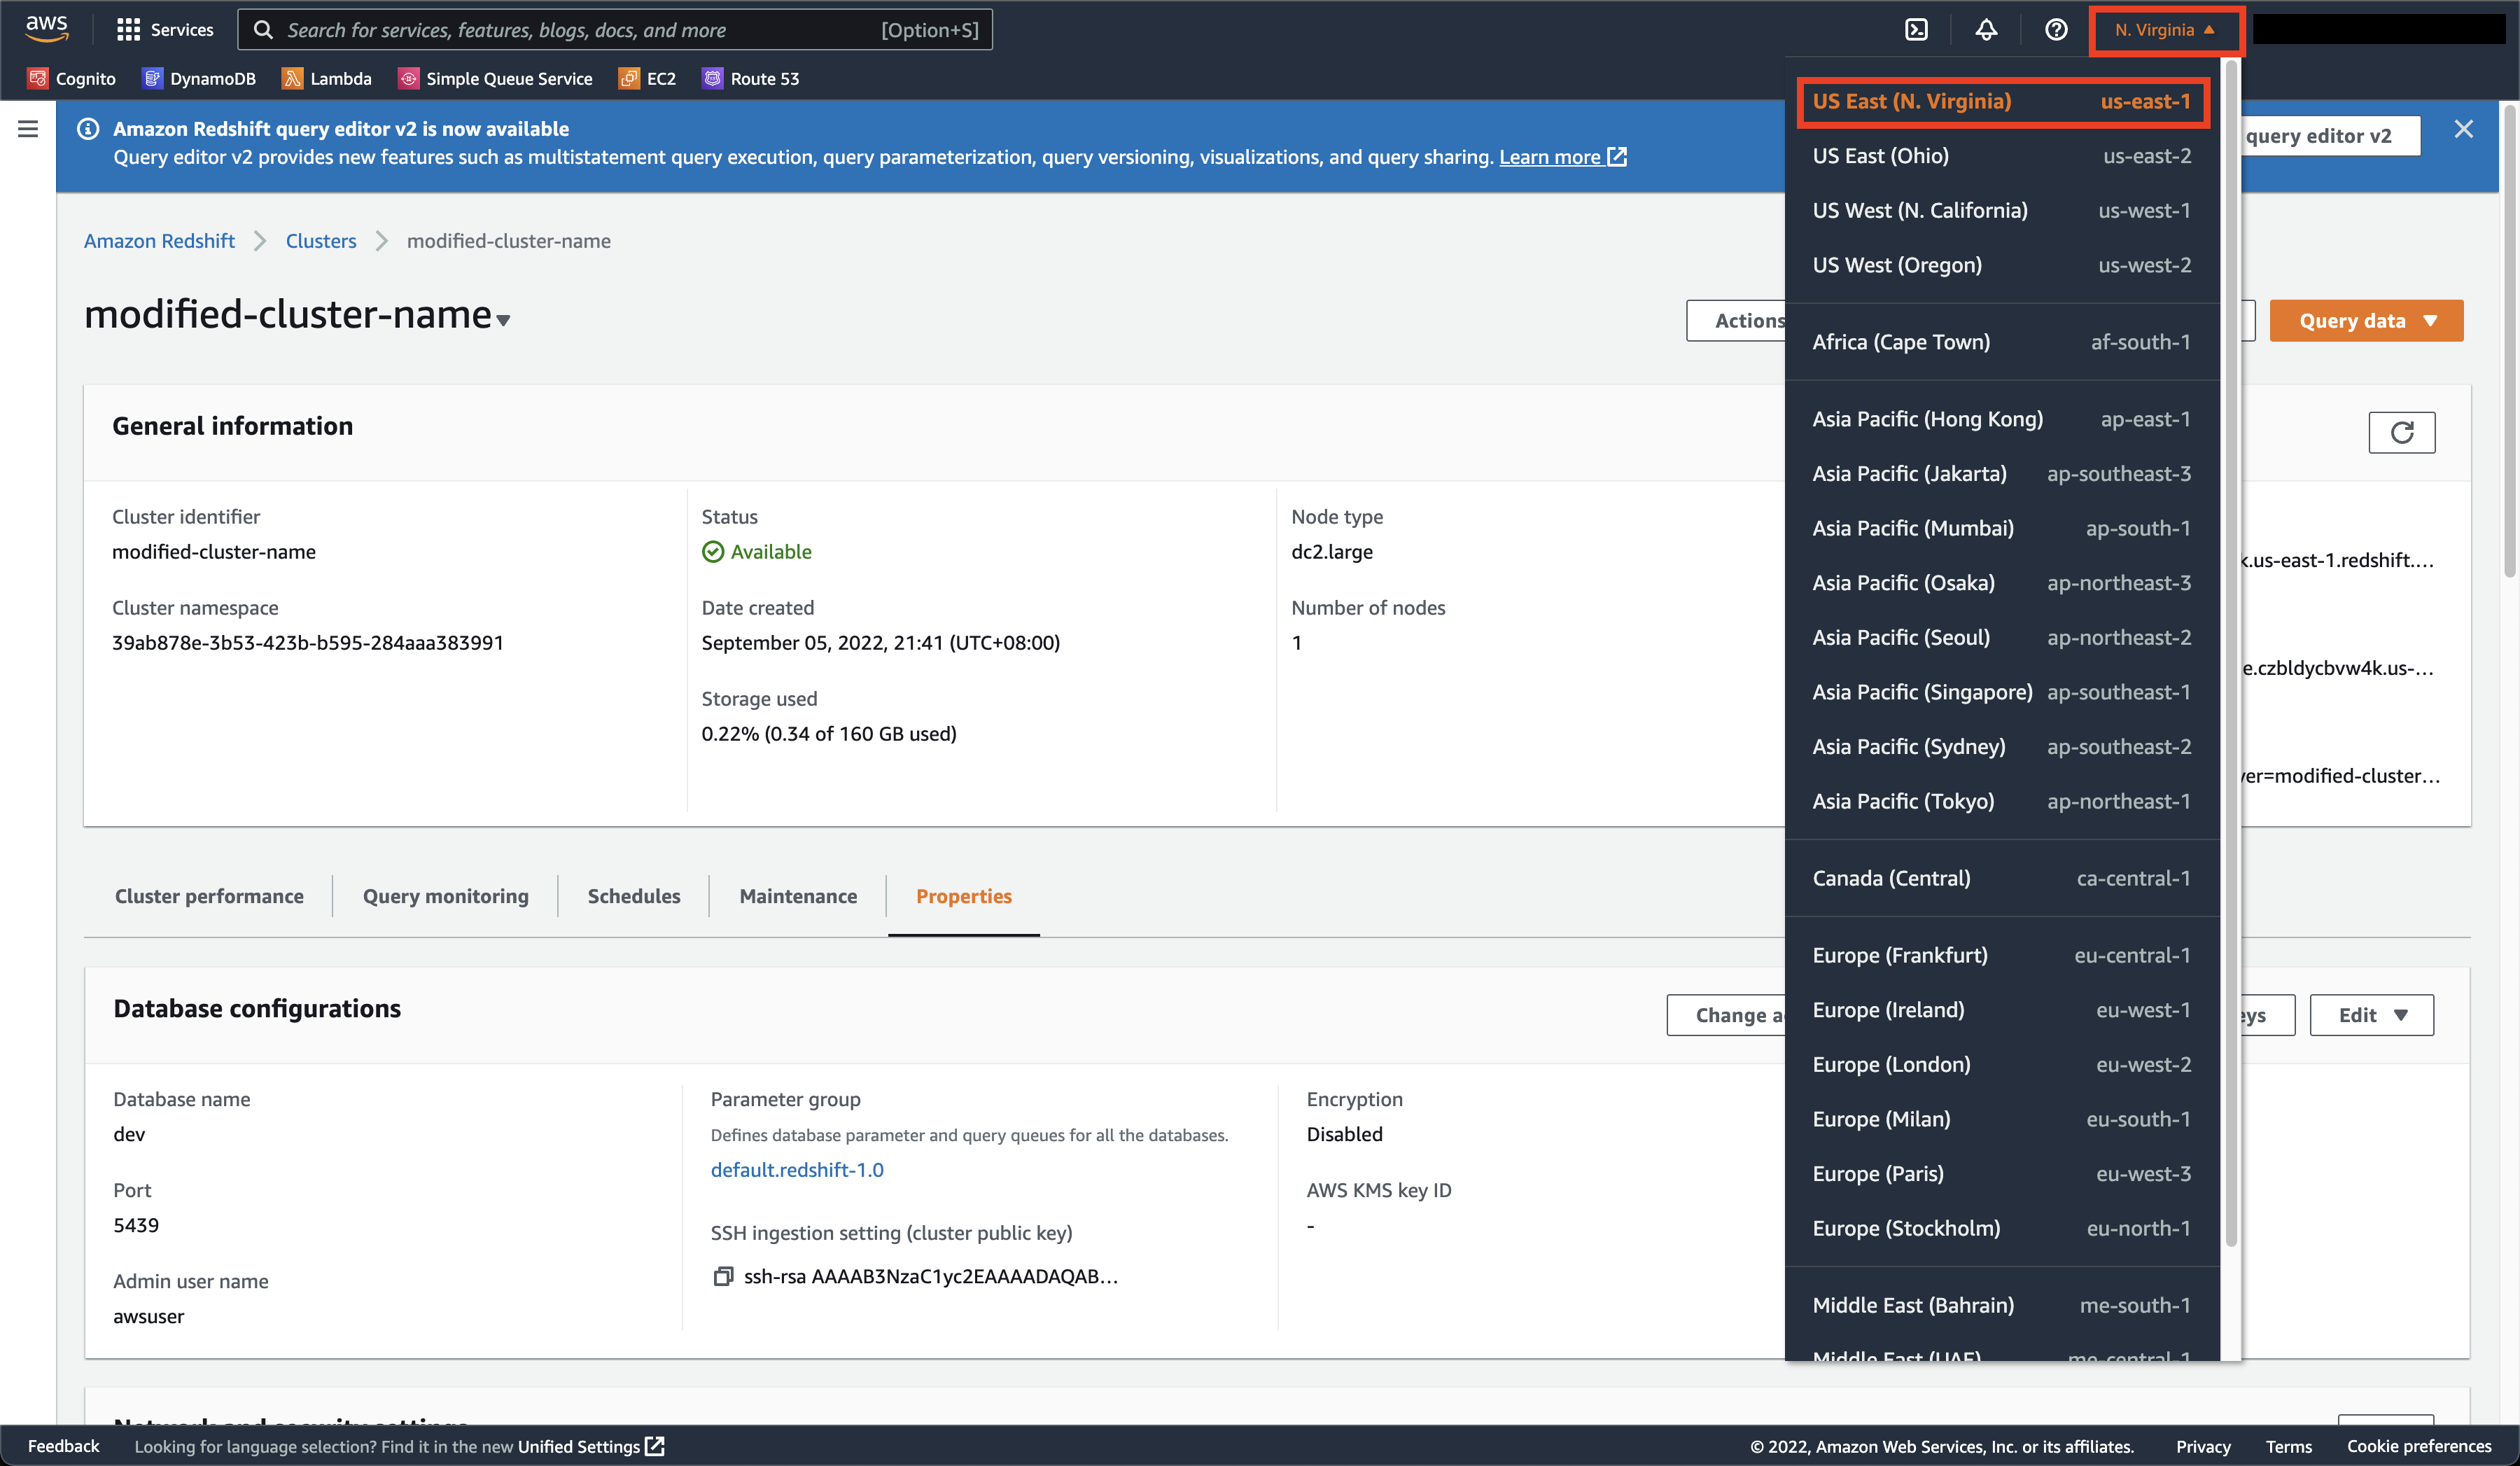 aws
Services
Search for services, features, blogs, docs, and more [Option+S]
N. Virginia
Cognito
DynamoDB
Lambda
Simple Queue Service
EC2
Route 53
Amazon Redshift query editor v2 is now available
Query editor v2 provides new features such as multistatement query execution, query parameterization, query versioning, visualizations, and query sharing. Learn more
query editor v2
Amazon Redshift
Clusters
modified-cluster-name
modified-cluster-name
Actions
Query data
General information
Cluster identifier
modified-cluster-name
Cluster namespace
39ab878e-3b53-423b-b595-284aaa383991
Status
Available
Date created
September 05, 2022, 21:41 (UTC+08:00)
Storage used
0.22% (0.34 of 160 GB used)
Node type
dc2.large
Number of nodes
1
k.us-east-1.redshift....
e.czbldycbvw4k.us-...
ver=modified-cluster...
US East (N. Virginia) us-east-1
US East (Ohio) us-east-2
US West (N. California) us-west-1
US West (Oregon) us-west-2
Africa (Cape Town) af-south-1
Asia Pacific (Hong Kong) ap-east-1
Asia Pacific (Jakarta) ap-southeast-3
Asia Pacific (Mumbai) ap-south-1
Asia Pacific (Osaka) ap-northeast-3
Asia Pacific (Seoul) ap-northeast-2
Asia Pacific (Singapore) ap-southeast-1
Asia Pacific (Sydney) ap-southeast-2
Asia Pacific (Tokyo) ap-northeast-1
Canada (Central) ca-central-1
Europe (Frankfurt) eu-central-1
Europe (Ireland) eu-west-1
Europe (London) eu-west-2
Europe (Milan) eu-south-1
Europe (Paris) eu-west-3
Europe (Stockholm) eu-north-1
Middle East (Bahrain) me-south-1
Middle East (UAE) me-central-1
Cluster performance
Query monitoring
Schedules
Maintenance
Properties
Database configurations
Change a
eys
Edit
Database name
dev
Port
5439
Admin user name
awsuser
Parameter group
Defines database parameter and query queues for all the databases.
default.redshift-1.0
SSH ingestion setting (cluster public key)
ssh-rsa AAAAB3NzaC1yc2EAAAADAQAB...
Encryption
Disabled
AWS KMS key ID
-
Network and security settings
Feedback
Looking for language selection? Find it in the new Unified Settings
© 2022, Amazon Web Services, Inc. or its affiliates.
Privacy
Terms
Cookie preferences